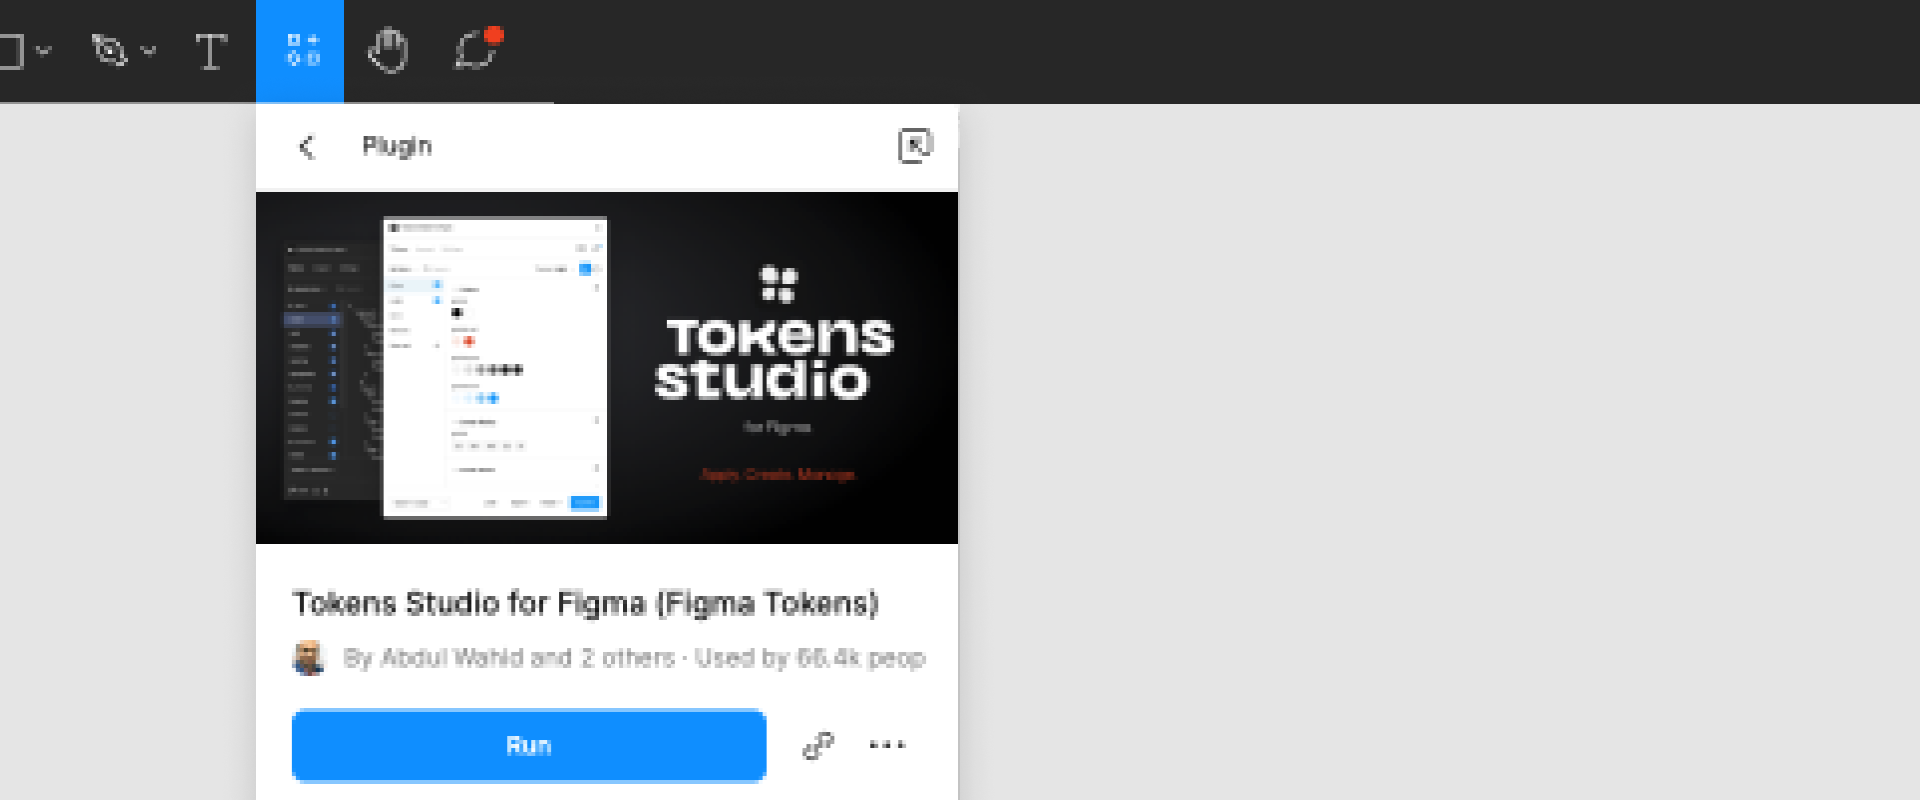 Plugin
Tokens
studio
for Figma
Apply. Create. Manage.
Tokens Studio for Figma (Figma Tokens)
By Abdul Wahid and 2 others · Used by 66.4k peop
Run